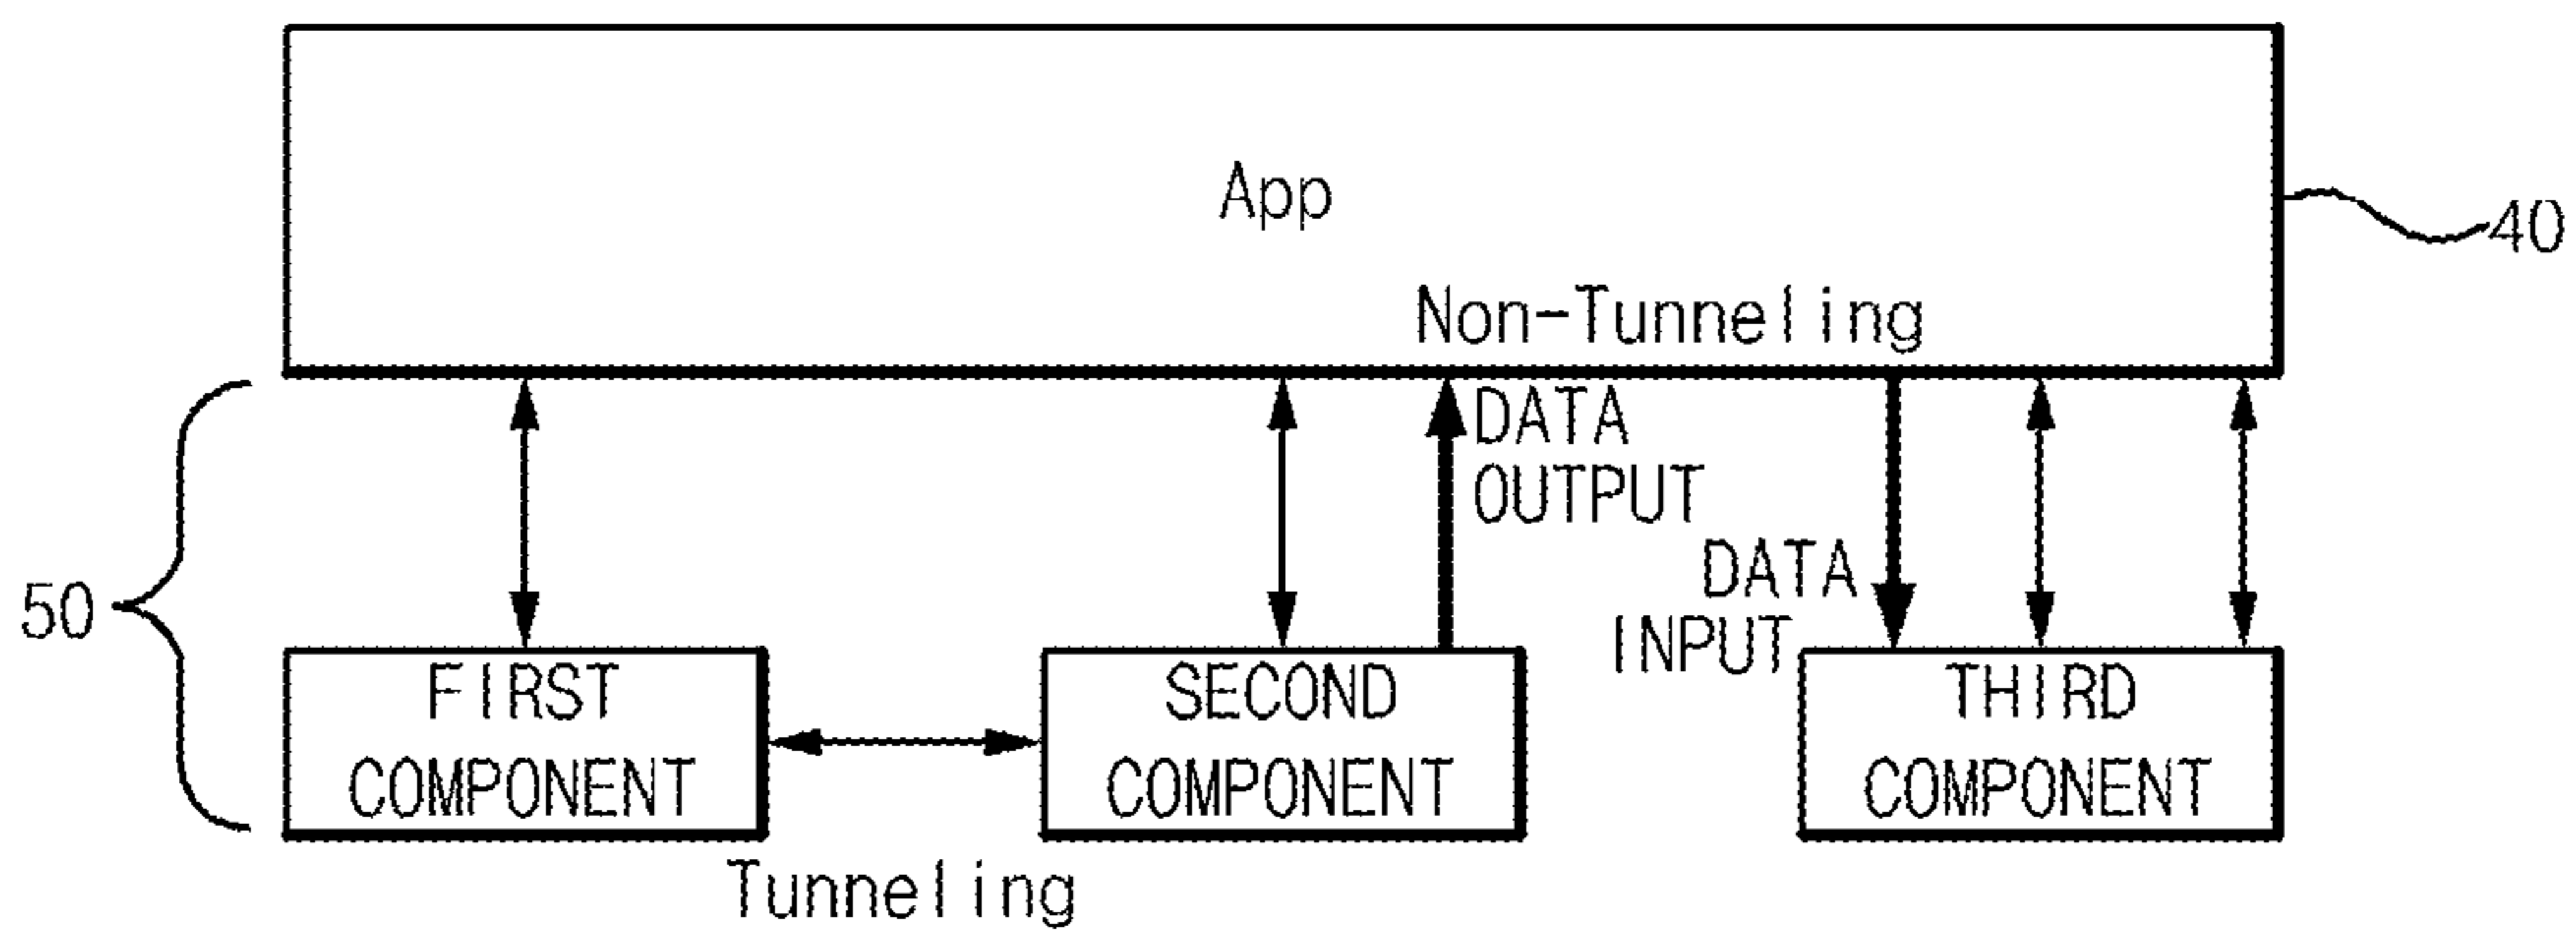 App
40
Non-Tunneling
DATA
OUTPUT
DATA
INPUT
50
FIRST
COMPONENT
SECOND
COMPONENT
THIRD
COMPONENT
Tunneling